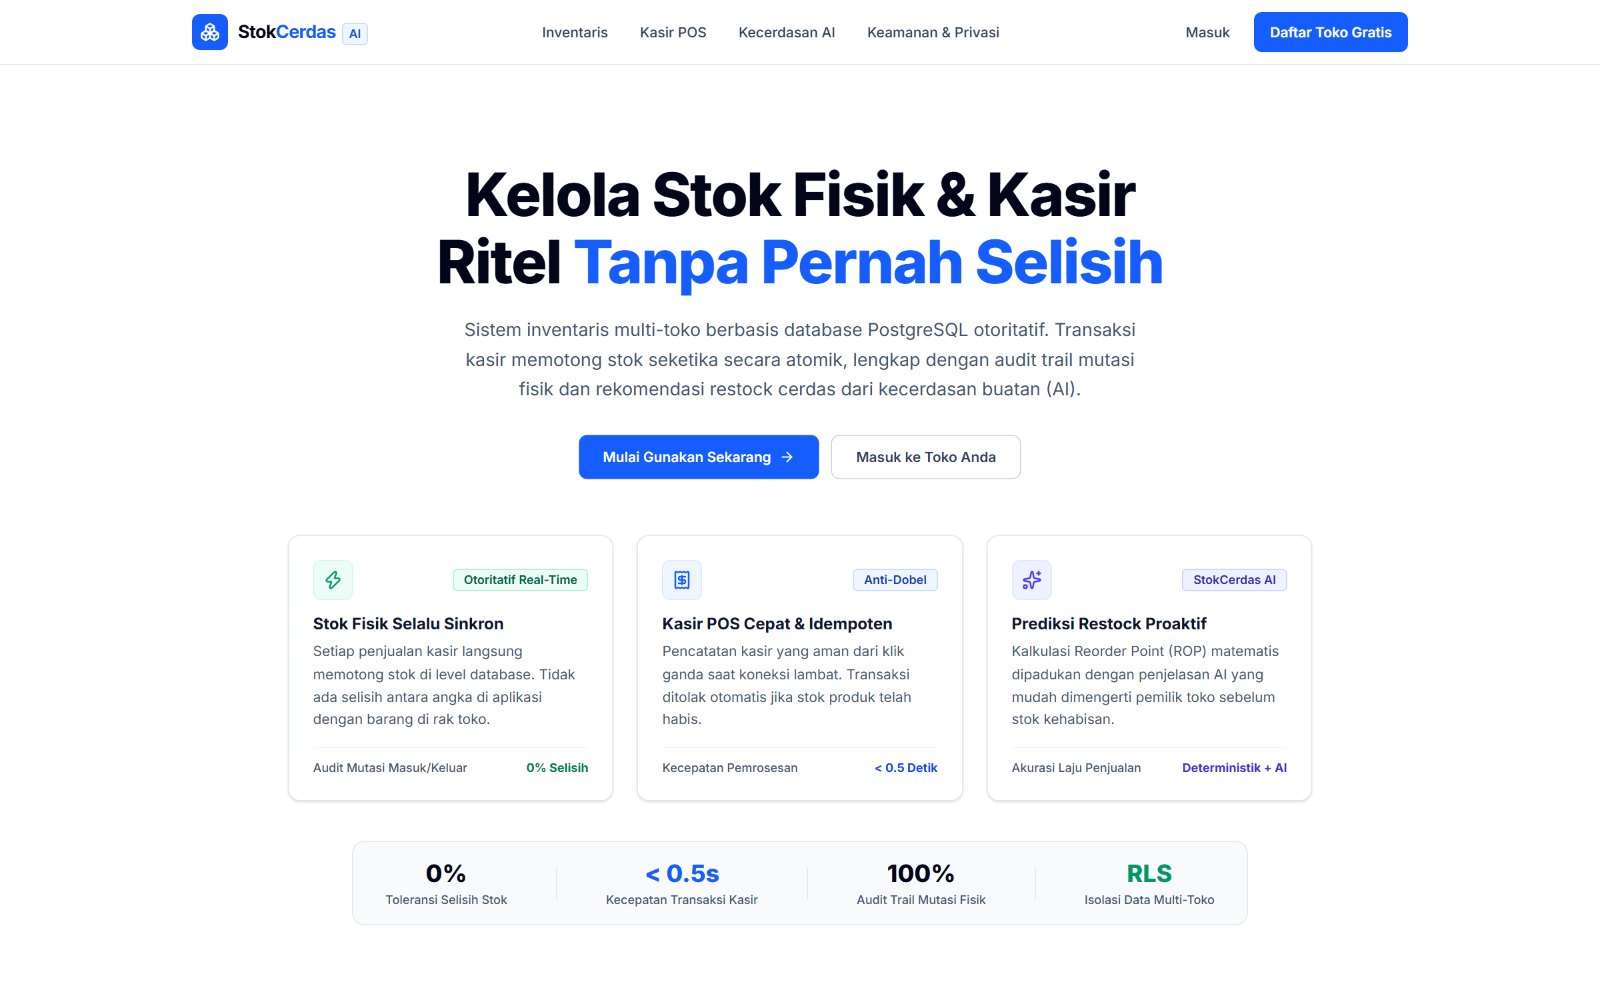 StokCerdas AI
Inventaris
Kasir POS
Kecerdasan AI
Keamanan & Privasi
Masuk
Daftar Toko Gratis
Kelola Stok Fisik & Kasir
Ritel Tanpa Pernah Selisih
Sistem inventaris multi-toko berbasis database PostgreSQL otoritatif. Transaksi
kasir memotong stok seketika secara atomik, lengkap dengan audit trail mutasi
fisik dan rekomendasi restock cerdas dari kecerdasan buatan (AI).
Mulai Gunakan Sekarang →
Masuk ke Toko Anda
Otoritatif Real-Time
Stok Fisik Selalu Sinkron
Setiap penjualan kasir langsung
memotong stok di level database. Tidak
ada selisih antara angka di aplikasi
dengan barang di rak toko.
Audit Mutasi Masuk/Keluar
0% Selisih
Anti-Dobel
Kasir POS Cepat & Idempoten
Pencatatan kasir yang aman dari klik
ganda saat koneksi lambat. Transaksi
ditolak otomatis jika stok produk telah
habis.
Kecepatan Pemrosesan
< 0.5 Detik
StokCerdas AI
Prediksi Restock Proaktif
Kalkulasi Reorder Point (ROP) matematis
dipadukan dengan penjelasan AI yang
mudah dimengerti pemilik toko sebelum
stok kehabisan.
Akurasi Laju Penjualan
Deterministik + AI
0%
Toleransi Selisih Stok
< 0.5s
Kecepatan Transaksi Kasir
100%
Audit Trail Mutasi Fisik
RLS
Isolasi Data Multi-Toko